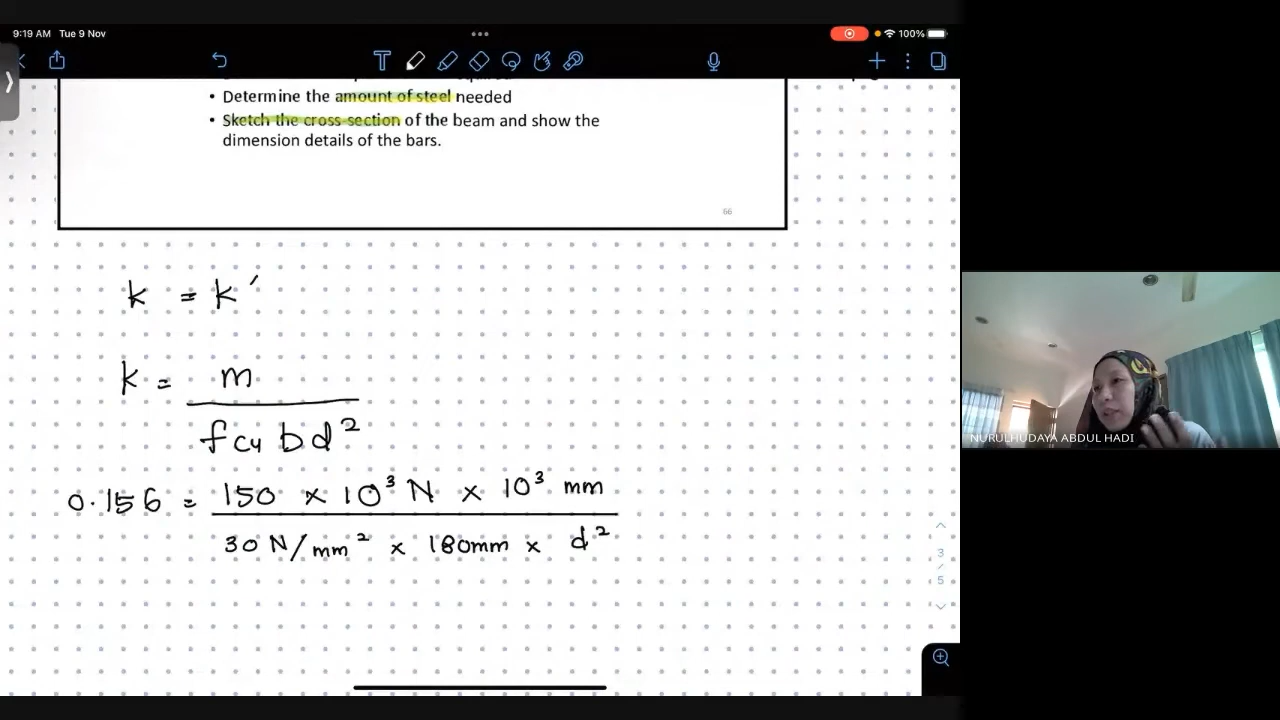 9:19 AM Tue 9 Nov
100%
• Determine the amount of steel needed
• Sketch the cross-section of the beam and show the
dimension details of the bars.
66
k = k'
k = m
fcu bd²
0.156 = 150 × 10³ N × 10³ mm
30 N/mm² × 180mm × d²
3
5
NURULHUDAYA ABDUL HADI